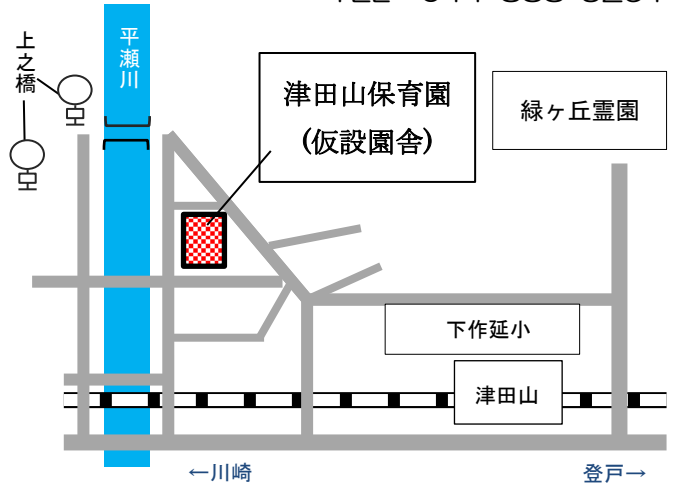 上之橋
平瀬川
津田山保育園
(仮設園舎)
緑ヶ丘霊園
下作延小
津田山
←川崎
登戸→